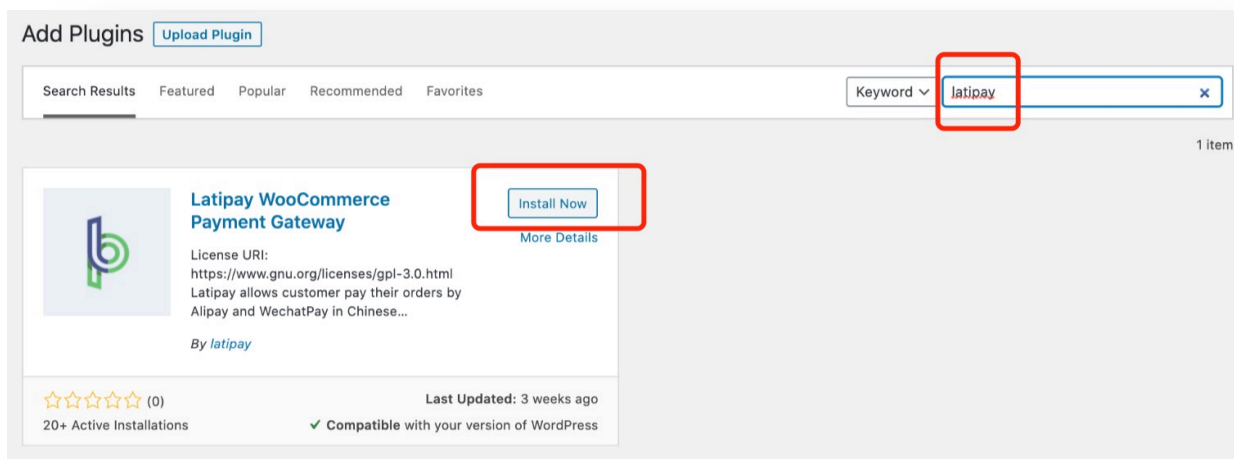 Add Plugins Upload Plugin
Search Results Featured Popular Recommended Favorites Keyword latipay
1 item
Latipay WooCommerce
Payment Gateway
Install Now
More Details
License URI:
https://www.gnu.org/licenses/gpl-3.0.html
Latipay allows customer pay their orders by
Alipay and WechatPay in Chinese...
By latipay
(0)
Last Updated: 3 weeks ago
20+ Active Installations
Compatible with your version of WordPress